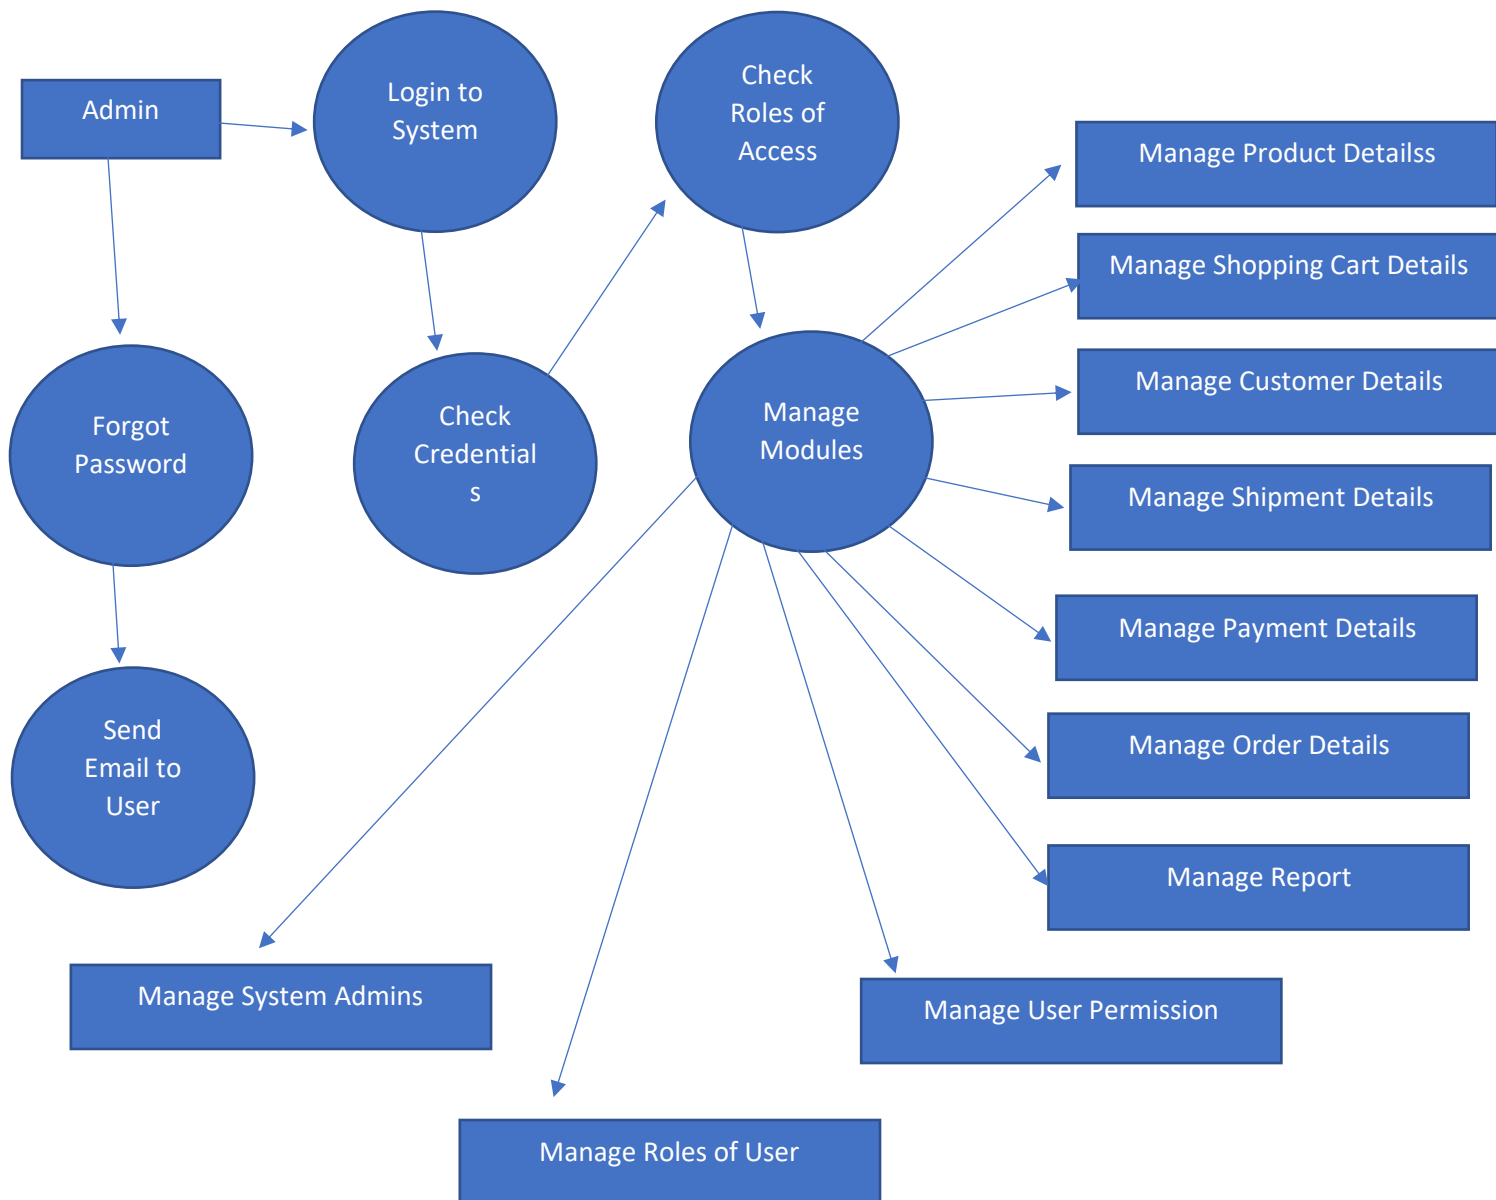 Admin
Login to
System
Check
Roles of
Access
Manage Product Detailss
Manage Shopping Cart Details
Manage Customer Details
Forgot
Password
Check
Credential
s
Manage
Modules
Manage Shipment Details
Manage Payment Details
Send
Email to
User
Manage Order Details
Manage Report
Manage System Admins
Manage User Permission
Manage Roles of User